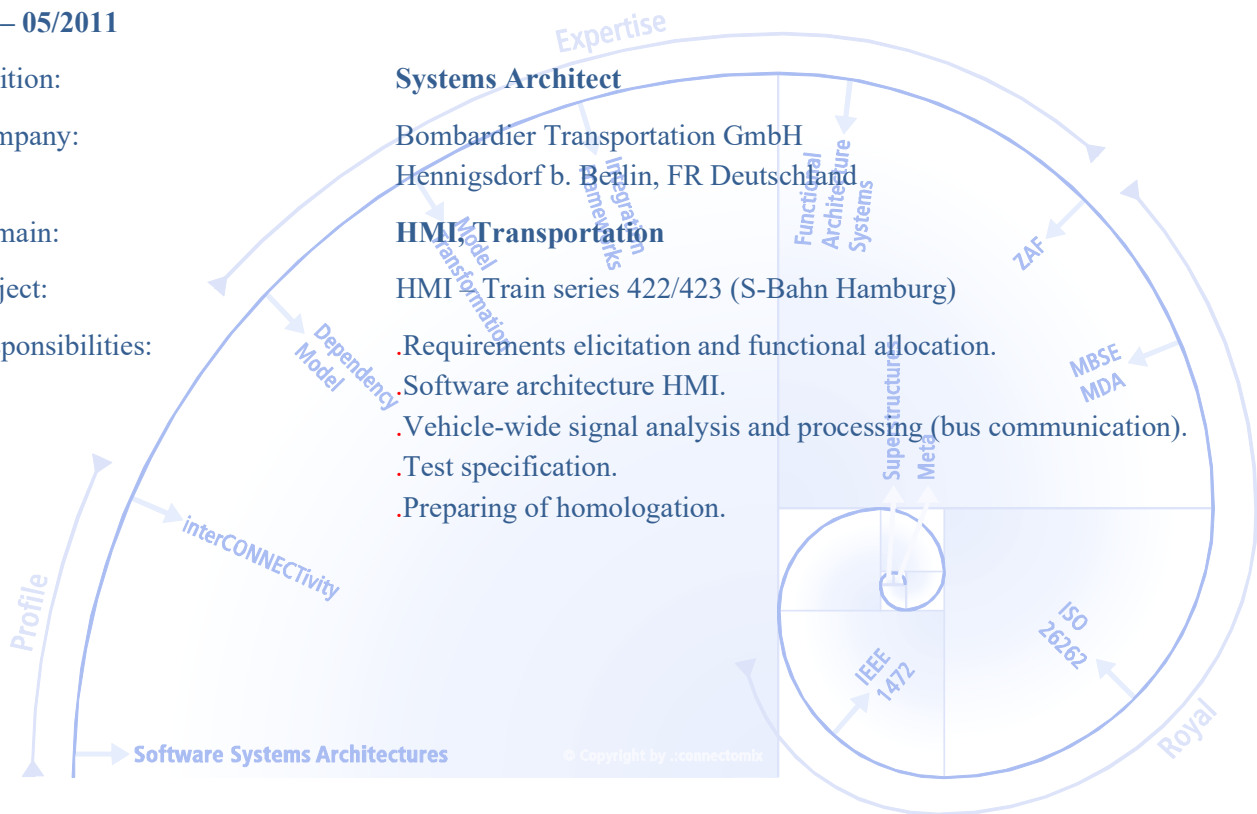 – 05/2011
Expertise
ition:
Systems Architect
mpany:
Bombardier Transportation GmbH
Hennigsdorf b. Berlin, FR Deutschland
Integration
Frameworks
Functional
Architecture
Systems
main:
HMI, Transportation
Model
Transformation
ZAF
ject:
HMI – Train series 422/423 (S-Bahn Hamburg)
ponsibilities:
.Requirements elicitation and functional allocation.
.Software architecture HMI.
.Vehicle-wide signal analysis and processing (bus communication).
.Test specification.
.Preparing of homologation.
Dependency
Model
MBSE
MDA
Superstructures
Meta
interCONNECTivity
Profile
ISO
26262
IEEE
1472
Royal
Software Systems Architectures
© Copyright by .:connectomix